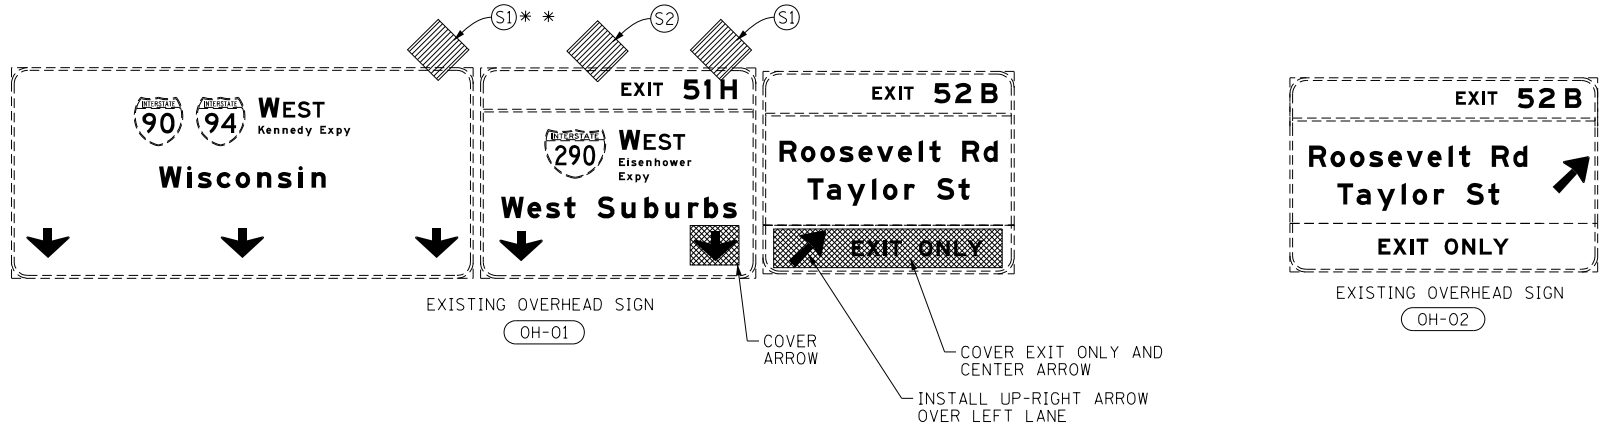 S1 * *
S2
S1
INTERSTATE 90 INTERSTATE 94 WEST
Kennedy Expy
Wisconsin
EXIT 51H
INTERSTATE 290 WEST
Eisenhower
Expy
West Suburbs
EXIT 52B
Roosevelt Rd
Taylor St
EXIT ONLY
EXISTING OVERHEAD SIGN
OH-01
COVER
ARROW
COVER EXIT ONLY AND
CENTER ARROW
INSTALL UP-RIGHT ARROW
OVER LEFT LANE
EXIT 52B
Roosevelt Rd
Taylor St
EXIT ONLY
EXISTING OVERHEAD SIGN
OH-02